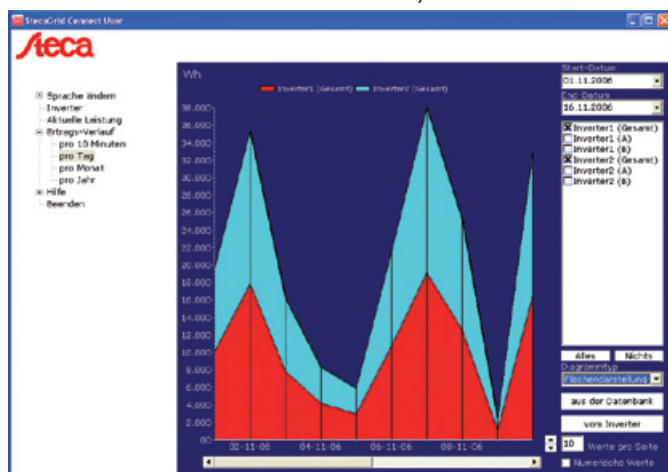 StecaGrid Connect User
Steca
Sprache ändern
Inverter
Aktuelle Leistung
Ertrags-Verlauf
pro 10 Minuten
pro Tag
pro Monat
pro Jahr
Hilfe
Beenden
Wh
Inverter1 (Gesamt) Inverter2 (Gesamt)
38.000
36.000
34.000
32.000
30.000
28.000
26.000
24.000
22.000
20.000
18.000
16.000
14.000
12.000
10.000
8.000
6.000
4.000
2.000
00
02-11-06 04-11-06 06-11-06 08-11-06
Start-Datum
01.11.2006
End-Datum
16.11.2006
Inverter1 (Gesamt)
Inverter1 (A)
Inverter1 (B)
Inverter2 (Gesamt)
Inverter2 (A)
Inverter2 (B)
Alles Nichts
Diagrammtyp
Flächendarstellung
aus der Datenbank
vom Inverter
10 Werte pro Seite
Numerische Werte